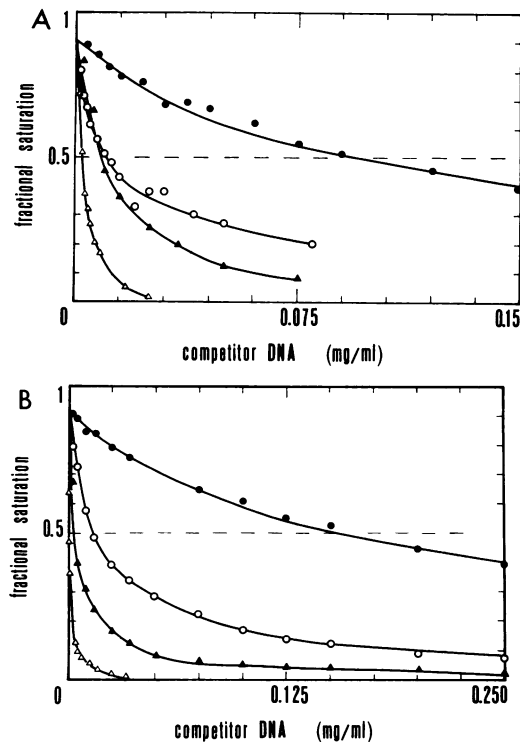 A
1
0.5
fractional saturation
0
0.075
0.15
competitor DNA (mg/ml)
B
1
0.5
fractional saturation
0
0.125
0.250
competitor DNA (mg/ml)